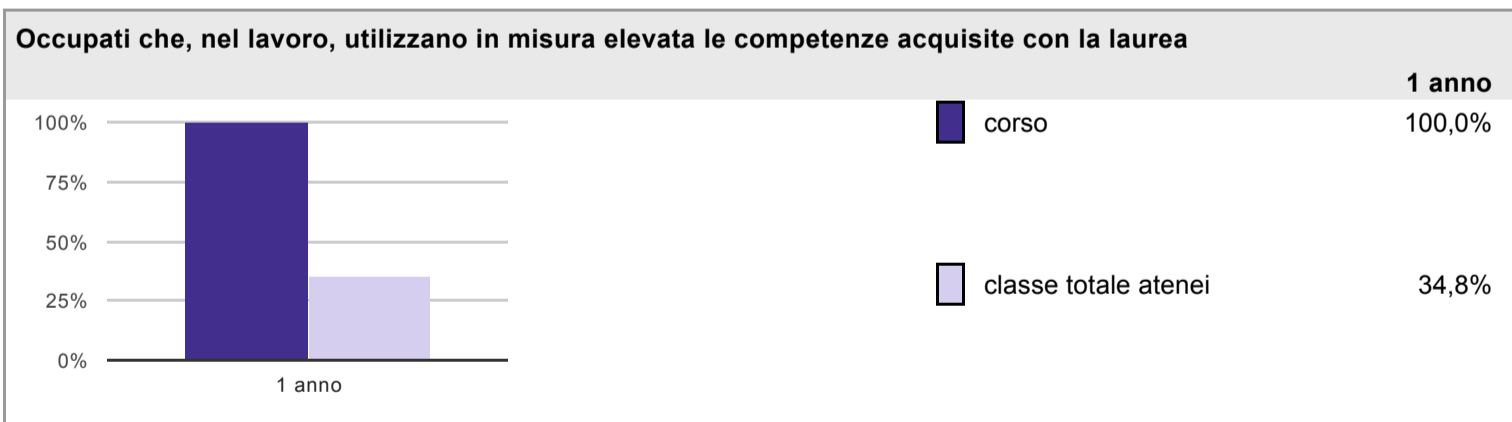 Occupati che, nel lavoro, utilizzano in misura elevata le competenze acquisite con la laurea
1 anno
100%
75%
50%
25%
0%
1 anno
corso 100,0%
classe totale atenei 34,8%